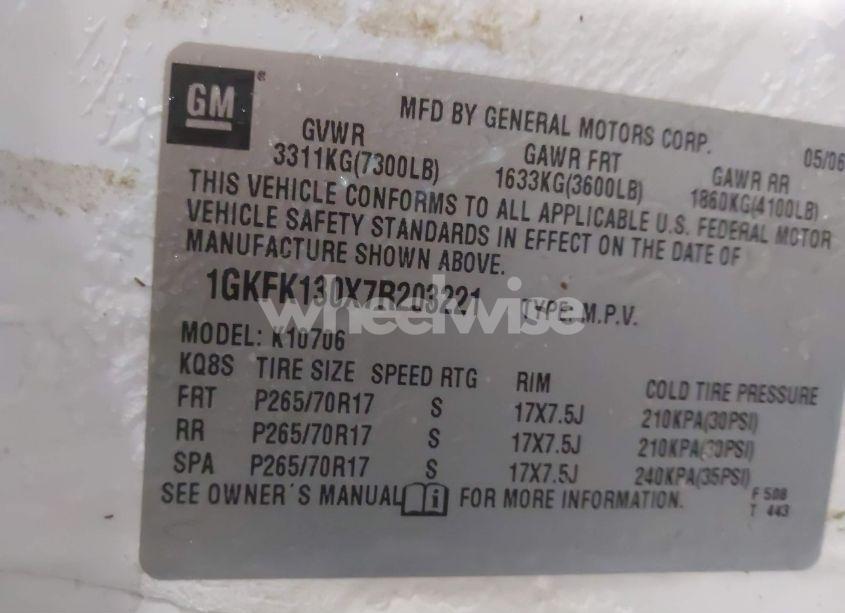 GM
MFD BY GENERAL MOTORS CORP. 05/06
GVWR GAWR FRT GAWR RR
3311KG(7300LB) 1633KG(3600LB) 1860KG(4100LB)
THIS VEHICLE CONFORMS TO ALL APPLICABLE U.S. FEDERAL MOTOR
VEHICLE SAFETY STANDARDS IN EFFECT ON THE DATE OF
MANUFACTURE SHOWN ABOVE.
1GKFK130X7R203221 TYPE: M.P.V.
wheelwise
MODEL: K10706
KQ8S TIRE SIZE SPEED RTG RIM COLD TIRE PRESSURE
FRT P265/70R17 S 17X7.5J 210KPA(30PSI)
RR P265/70R17 S 17X7.5J 210KPA(30PSI)
SPA P265/70R17 S 17X7.5J 240KPA(35PSI)
SEE OWNER'S MANUAL i FOR MORE INFORMATION.
F 508
T 443